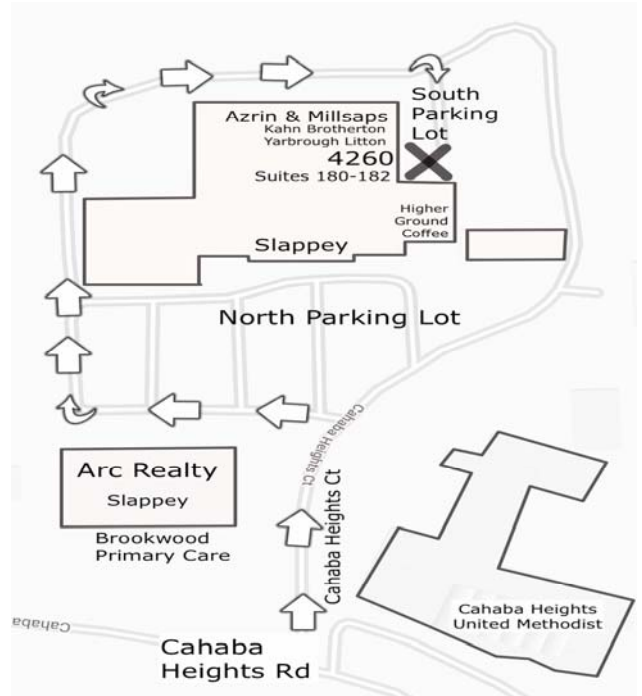 South
Parking
Lot
Azrin & Millsaps
Kahn Brotherton
Yarbrough Litton
4260
Suites 180-182
Higher
Ground
Coffee
Slappey
North Parking Lot
Cahaba Heights Ct
Arc Realty
Slappey
Brookwood
Primary Care
Cahaba Heights Ct
Cahaba Heights
United Methodist
Cahaba
Cahaba
Heights Rd